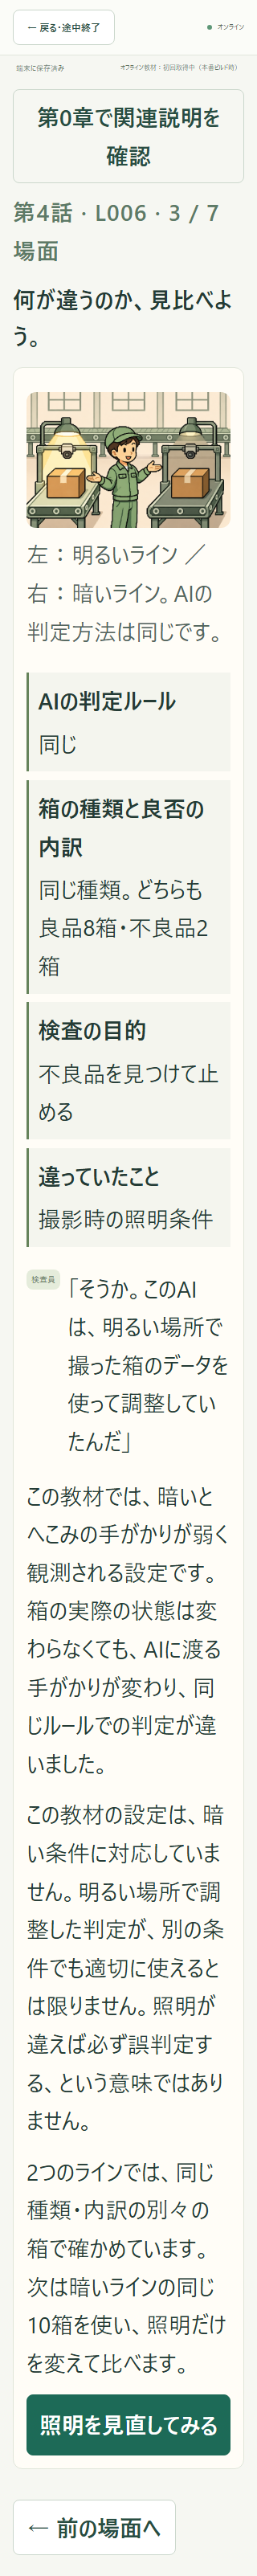 ← 戻る・途中終了
オンライン
端末に保存済み
オフライン教材：初回取得中（本番ビルド時）
第0章で関連説明を
確認
第4話 · L006 · 3 / 7
場面
何が違うのか、見比べよ
う。
左：明るいライン ／
右：暗いライン。AIの
判定方法は同じです。
AIの判定ルール
同じ
箱の種類と良否の
内訳
同じ種類。どちらも
良品8箱・不良品2
箱
検査の目的
不良品を見つけて止
める
違っていたこと
撮影時の照明条件
検査員
「そうか。このAI
は、明るい場所で
撮った箱のデータを
使って調整してい
たんだ」
この教材では、暗いと
へこみの手がかりが弱く
観測される設定です。
箱の実際の状態は変
わらなくても、AIに渡る
手がかりが変わり、同
じルールでの判定が違
いました。
この教材の設定は、暗
い条件に対応していま
せん。明るい場所で調
整した判定が、別の条
件でも適切に使えると
は限りません。照明が
違えば必ず誤判定す
る、という意味ではあり
ません。
2つのラインでは、同じ
種類・内訳の別々の
箱で確かめています。
次は暗いラインの同じ
10箱を使い、照明だけ
を変えて比べます。
照明を見直してみる
← 前の場面へ